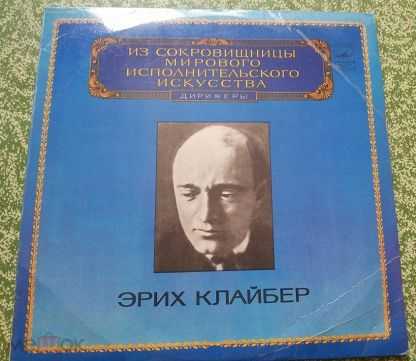 ИЗ СОКРОВИЩНИЦЫ
МИРОВОГО
ИСПОЛНИТЕЛЬСКОГО
ИСКУССТВА
ДИРИЖЕРЫ
ЭРИХ КЛАЙБЕР